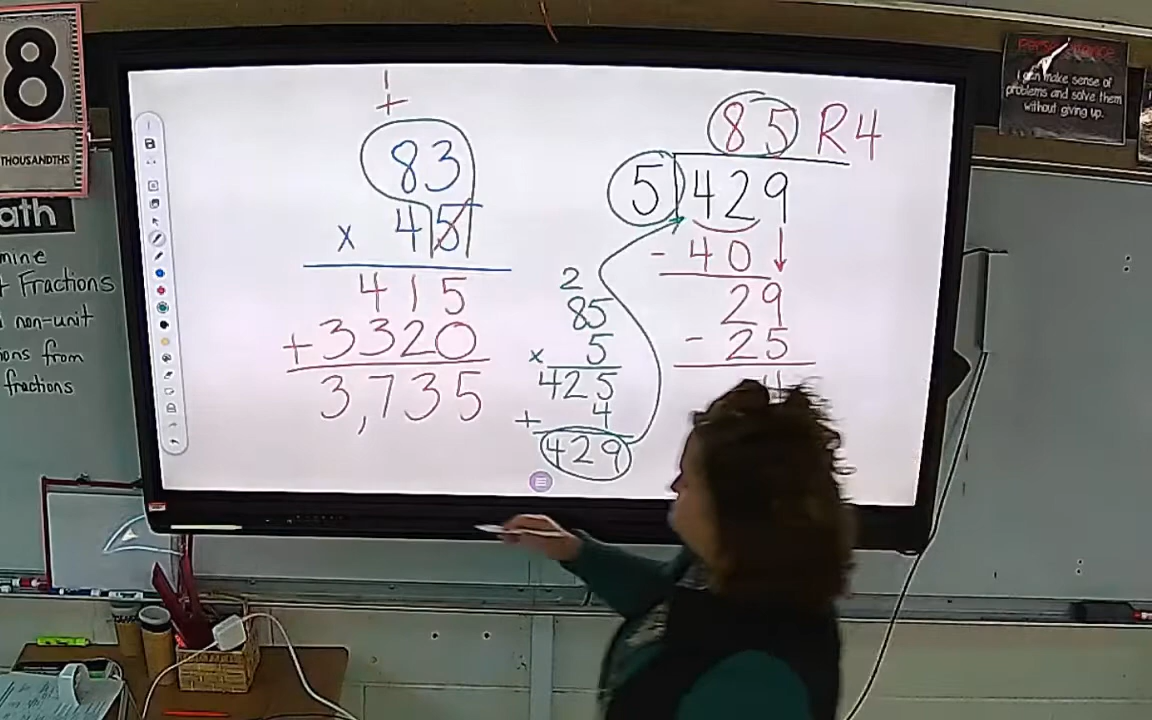 8
THOUSANDTHS
ath
mine
Fractions
non-unit
ions from
fractions
1
+
83
x 45
415
+3320
3,735
2
85
x 5
425
+ 4
429
85 R4
5)429
- 40
29
- 25
4
Perseverance
I can make sense of
problems and solve them
without giving up.